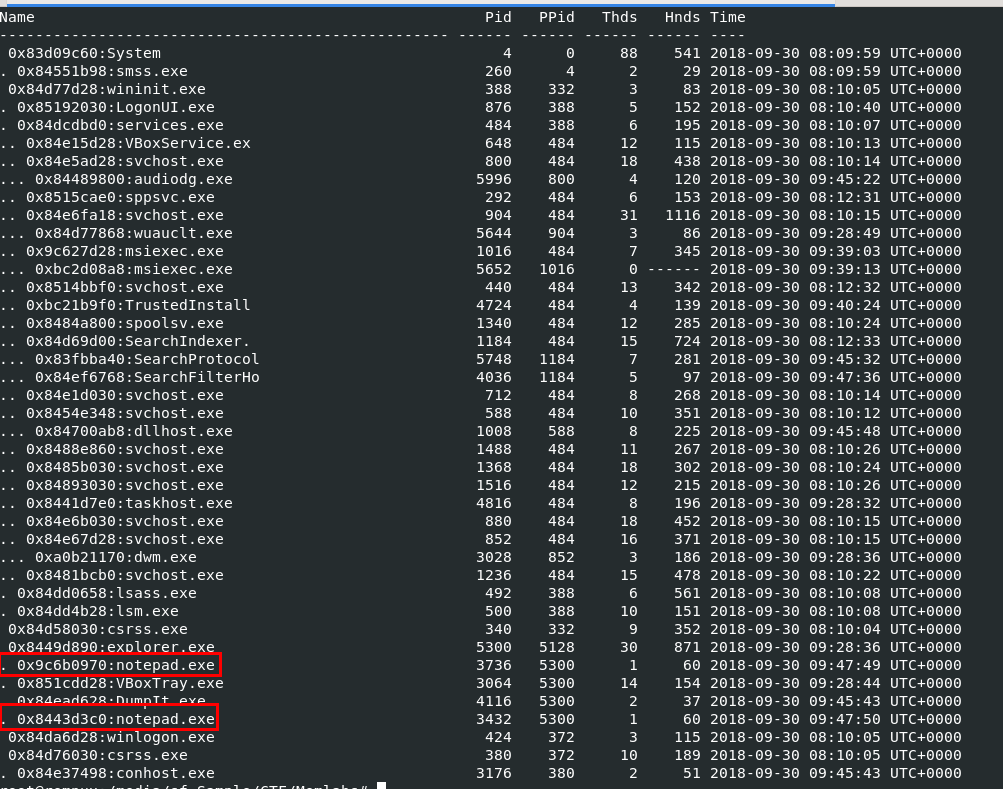 Name Pid PPid Thds Hnds Time
-------------------------------------------------- ------ ------ ------ ------ ----
0x83d09c60:System 4 0 88 541 2018-09-30 08:09:59 UTC+0000
. 0x84551b98:smss.exe 260 4 2 29 2018-09-30 08:09:59 UTC+0000
0x84d77d28:wininit.exe 388 332 3 83 2018-09-30 08:10:05 UTC+0000
. 0x85192030:LogonUI.exe 876 388 5 152 2018-09-30 08:10:40 UTC+0000
. 0x84dcdbd0:services.exe 484 388 6 195 2018-09-30 08:10:07 UTC+0000
.. 0x84e15d28:VBoxService.ex 648 484 12 115 2018-09-30 08:10:13 UTC+0000
.. 0x84e5ad28:svchost.exe 800 484 18 438 2018-09-30 08:10:14 UTC+0000
... 0x84489800:audiodg.exe 5996 800 4 120 2018-09-30 09:45:22 UTC+0000
.. 0x8515cae0:sppsvc.exe 292 484 6 153 2018-09-30 08:12:31 UTC+0000
.. 0x84e6fa18:svchost.exe 904 484 31 1116 2018-09-30 08:10:15 UTC+0000
... 0x84d77868:wuauclt.exe 5644 904 3 86 2018-09-30 09:28:49 UTC+0000
.. 0x9c627d28:msiexec.exe 1016 484 7 345 2018-09-30 09:39:03 UTC+0000
... 0xbc2d08a8:msiexec.exe 5652 1016 0 ------ 2018-09-30 09:39:13 UTC+0000
.. 0x8514bbf0:svchost.exe 440 484 13 342 2018-09-30 08:12:32 UTC+0000
.. 0xbc21b9f0:TrustedInstall 4724 484 4 139 2018-09-30 09:40:24 UTC+0000
.. 0x8484a800:spoolsv.exe 1340 484 12 285 2018-09-30 08:10:24 UTC+0000
.. 0x84d69d00:SearchIndexer. 1184 484 15 724 2018-09-30 08:12:33 UTC+0000
... 0x83fbba40:SearchProtocol 5748 1184 7 281 2018-09-30 09:45:32 UTC+0000
... 0x84ef6768:SearchFilterHo 4036 1184 5 97 2018-09-30 09:47:36 UTC+0000
.. 0x84e1d030:svchost.exe 712 484 8 268 2018-09-30 08:10:14 UTC+0000
.. 0x8454e348:svchost.exe 588 484 10 351 2018-09-30 08:10:12 UTC+0000
... 0x84700ab8:dllhost.exe 1008 588 8 225 2018-09-30 09:45:48 UTC+0000
.. 0x8488e860:svchost.exe 1488 484 11 267 2018-09-30 08:10:26 UTC+0000
.. 0x8485b030:svchost.exe 1368 484 18 302 2018-09-30 08:10:24 UTC+0000
.. 0x84893030:svchost.exe 1516 484 12 215 2018-09-30 08:10:26 UTC+0000
.. 0x8441d7e0:taskhost.exe 4816 484 8 196 2018-09-30 09:28:32 UTC+0000
.. 0x84e6b030:svchost.exe 880 484 18 452 2018-09-30 08:10:15 UTC+0000
.. 0x84e67d28:svchost.exe 852 484 16 371 2018-09-30 08:10:15 UTC+0000
... 0xa0b21170:dwm.exe 3028 852 3 186 2018-09-30 09:28:36 UTC+0000
.. 0x8481bcb0:svchost.exe 1236 484 15 478 2018-09-30 08:10:22 UTC+0000
. 0x84dd0658:lsass.exe 492 388 6 561 2018-09-30 08:10:08 UTC+0000
. 0x84dd4b28:lsm.exe 500 388 10 151 2018-09-30 08:10:08 UTC+0000
0x84d58030:csrss.exe 340 332 9 352 2018-09-30 08:10:04 UTC+0000
0x8449d890:explorer.exe 5300 5128 30 871 2018-09-30 09:28:36 UTC+0000
. 0x9c6b0970:notepad.exe 3736 5300 1 60 2018-09-30 09:47:49 UTC+0000
. 0x851cdd28:VBoxTray.exe 3064 5300 14 154 2018-09-30 09:28:44 UTC+0000
. 0x84ead628:DumpIt.exe 4116 5300 2 37 2018-09-30 09:45:43 UTC+0000
. 0x8443d3c0:notepad.exe 3432 5300 1 60 2018-09-30 09:47:50 UTC+0000
0x84da6d28:winlogon.exe 424 372 3 115 2018-09-30 08:10:05 UTC+0000
0x84d76030:csrss.exe 380 372 10 189 2018-09-30 08:10:05 UTC+0000
. 0x84e37498:conhost.exe 3176 380 2 51 2018-09-30 09:45:43 UTC+0000